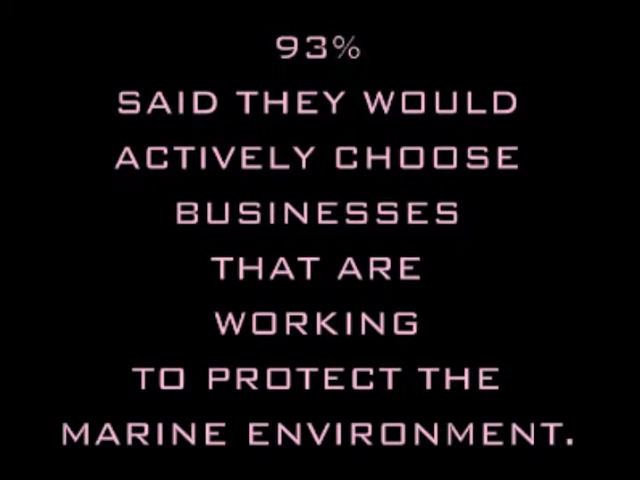 93%
SAID THEY WOULD
ACTIVELY CHOOSE
BUSINESSES
THAT ARE
WORKING
TO PROTECT THE
MARINE ENVIRONMENT.